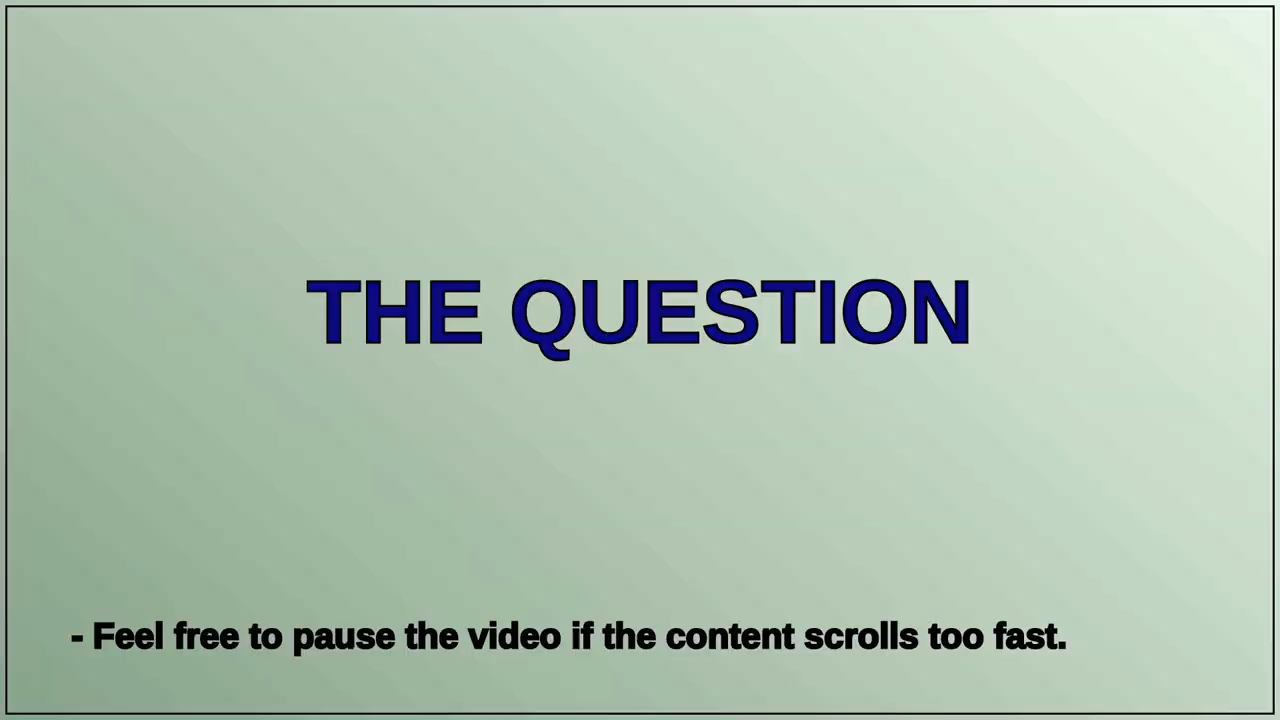 THE QUESTION
- Feel free to pause the video if the content scrolls too fast.